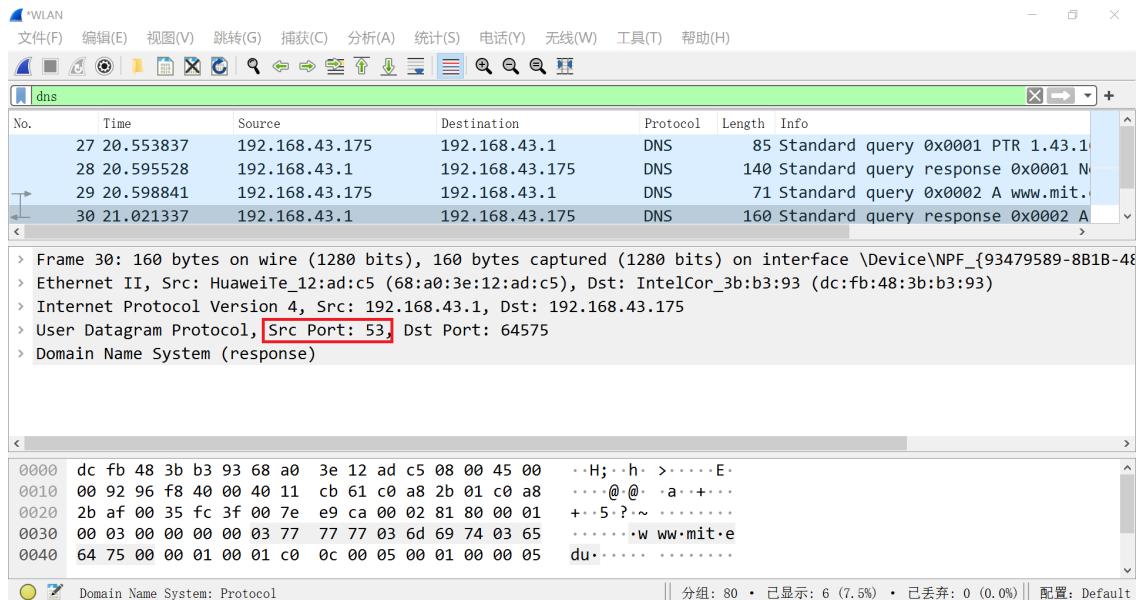 *WLAN
文件(F) 编辑(E) 视图(V) 跳转(G) 捕获(C) 分析(A) 统计(S) 电话(Y) 无线(W) 工具(T) 帮助(H)
dns
No. Time Source Destination Protocol Length Info
27 20.553837 192.168.43.175 192.168.43.1 DNS 85 Standard query 0x0001 PTR 1.43.1
28 20.595528 192.168.43.1 192.168.43.175 DNS 140 Standard query response 0x0001 N
29 20.598841 192.168.43.175 192.168.43.1 DNS 71 Standard query 0x0002 A www.mit.
30 21.021337 192.168.43.1 192.168.43.175 DNS 160 Standard query response 0x0002 A
Frame 30: 160 bytes on wire (1280 bits), 160 bytes captured (1280 bits) on interface \Device\NPF_{93479589-8B1B-48
Ethernet II, Src: HuaweiTe_12:ad:c5 (68:a0:3e:12:ad:c5), Dst: IntelCor_3b:b3:93 (dc:fb:48:3b:b3:93)
Internet Protocol Version 4, Src: 192.168.43.1, Dst: 192.168.43.175
User Datagram Protocol, Src Port: 53, Dst Port: 64575
Domain Name System (response)
0000 dc fb 48 3b b3 93 68 a0 3e 12 ad c5 08 00 45 00 ··H;··h· >·····E·
0010 00 92 96 f8 40 00 40 11 cb 61 c0 a8 2b 01 c0 a8 ····@·@· ·a··+···
0020 2b af 00 35 fc 3f 00 7e e9 ca 00 02 81 80 00 01 +··5·?·~ ········
0030 00 03 00 00 00 00 03 77 77 77 03 6d 69 74 03 65 ·······w ww·mit·e
0040 64 75 00 00 01 00 01 c0 0c 00 05 00 01 00 00 05 du······ ········
Domain Name System: Protocol 分组: 80 · 已显示: 6 (7.5%) · 已丢弃: 0 (0.0%) 配置: Default